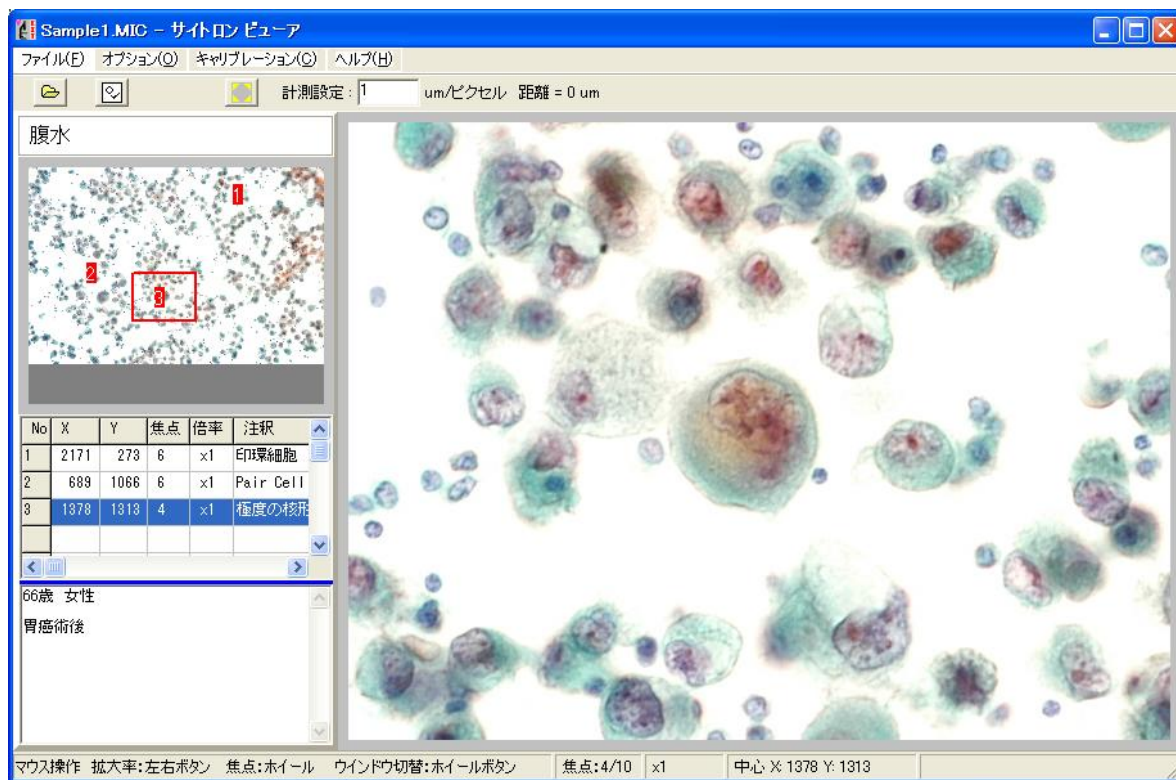 Sample1.MIC - サイトロン ビューア
ファイル(F) オプション(O) キャリブレーション(C) ヘルプ(H)
計測設定 : 1 um/ピクセル 距離 = 0 um
腹水
1
2
3
No X Y 焦点 倍率 注釈
1 2171 273 6 x1 印環細胞
2 689 1066 6 x1 Pair Cell
3 1378 1313 4 x1 極度の核形
66歳 女性
胃癌術後
マウス操作 拡大率:左右ボタン 焦点:ホイール ウインドウ切替:ホイールボタン 焦点:4/10 x1 中心 X: 1378 Y: 1313